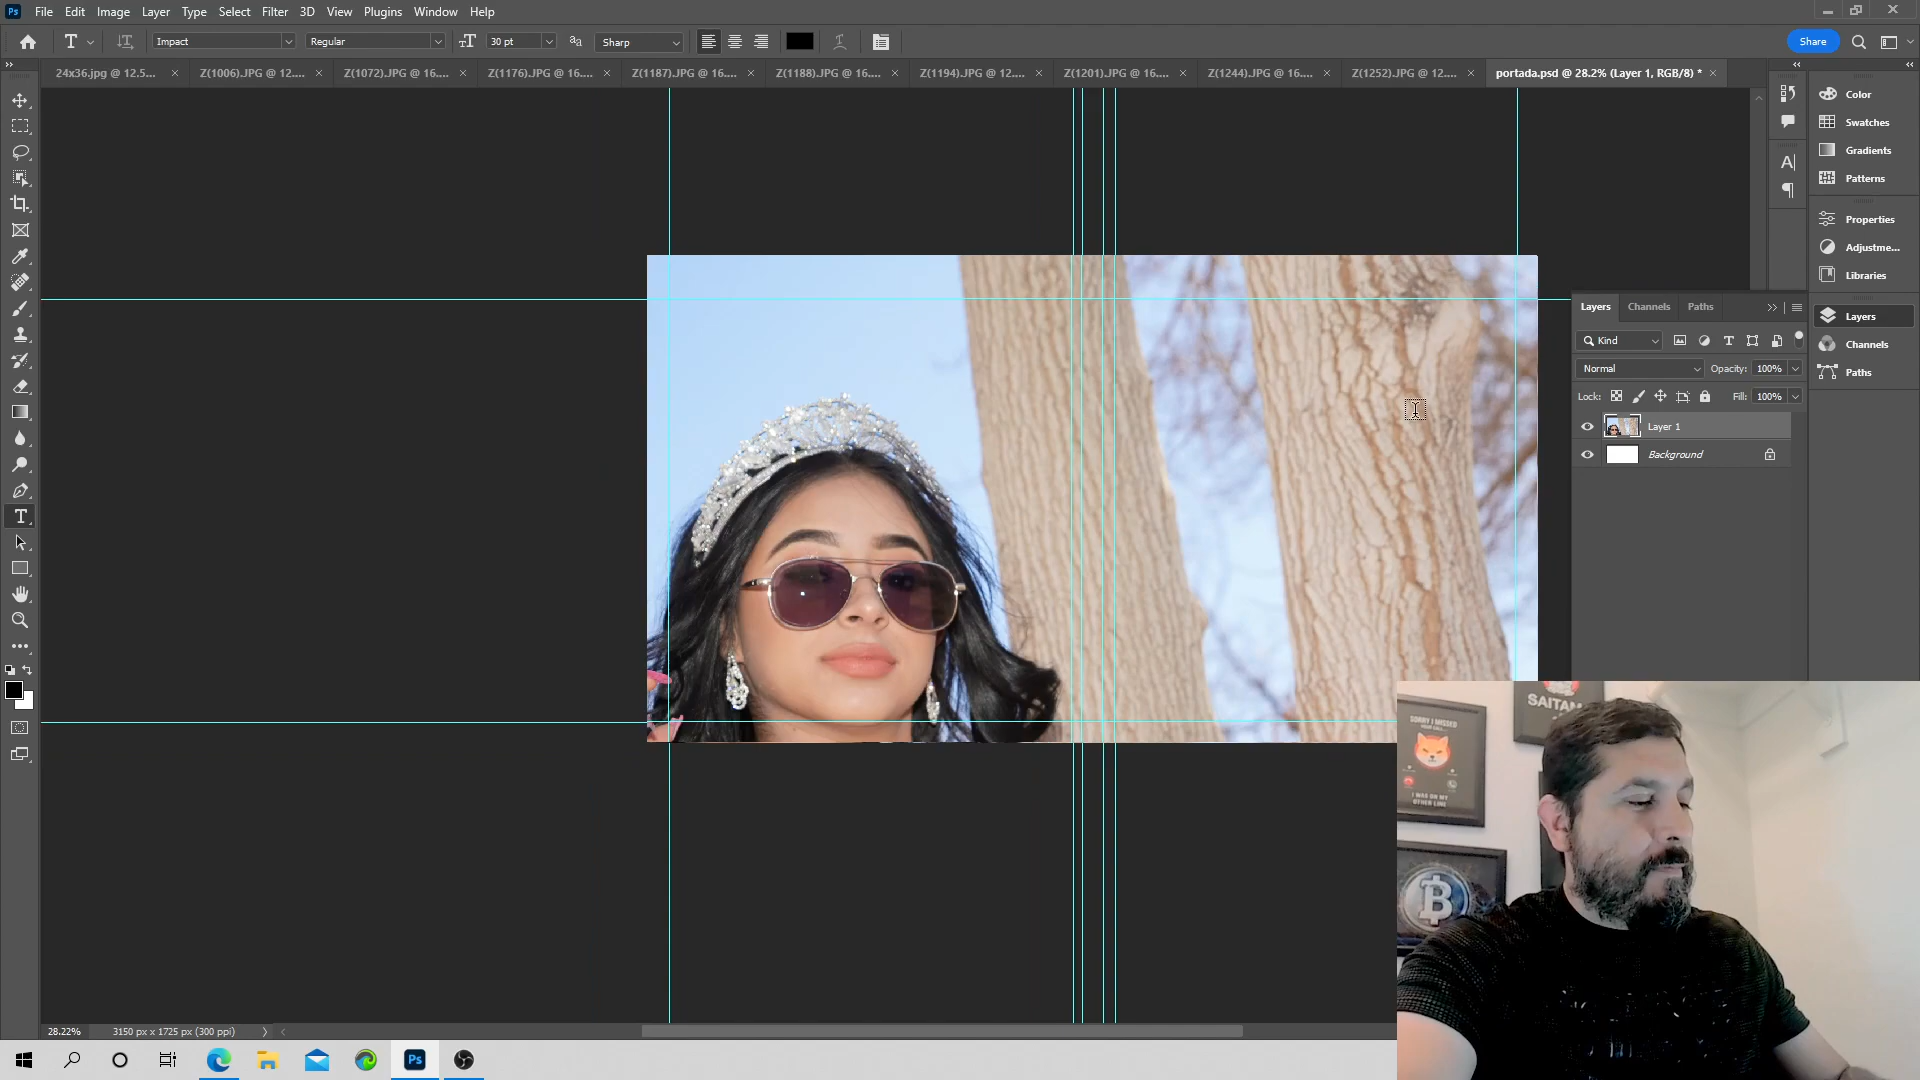 Ps File Edit Image Layer Type Select Filter 3D View Plugins Window Help
T Impact Regular 30 pt Sharp Share
24x36.jpg @ 12.5... Z(1006).JPG @ 12.... Z(1072).JPG @ 16.... Z(1176).JPG @ 16.... Z(1187).JPG @ 16.... Z(1188).JPG @ 16.... Z(1194).JPG @ 12.... Z(1201).JPG @ 16.... Z(1244).JPG @ 16.... Z(1252).JPG @ 12.... portada.psd @ 28.2% (Layer 1, RGB/8) *
Color
Swatches
Gradients
Patterns
Properties
Adjustme...
Libraries
Layers
Channels
Paths
Layers Channels Paths
Kind
Normal Opacity: 100%
Lock: Fill: 100%
Layer 1
Background
SAITAM
SORRY I MISSED
YOUR CALL...
I WAS ON MY
OTHER LINE
28.22% 3150 px x 1725 px (300 ppi)
Ps